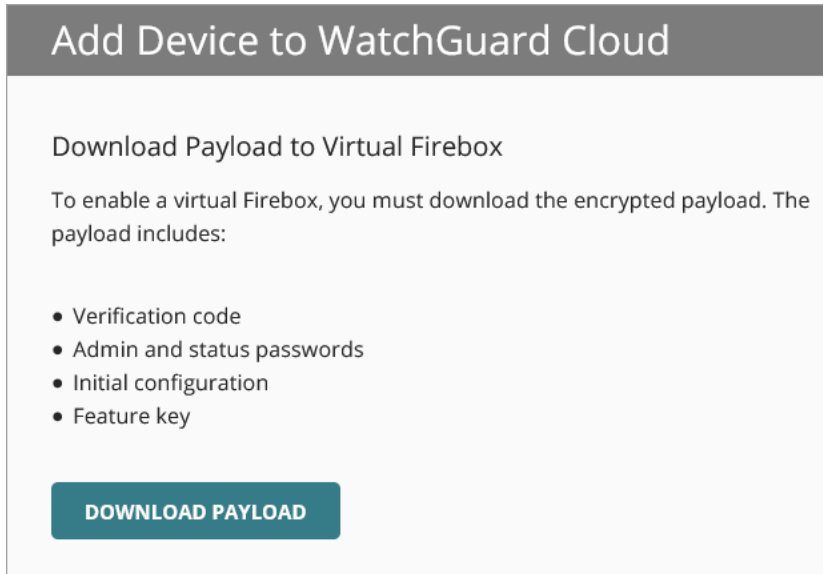 Add Device to WatchGuard Cloud
Download Payload to Virtual Firebox
To enable a virtual Firebox, you must download the encrypted payload. The
payload includes:
● Verification code
● Admin and status passwords
● Initial configuration
● Feature key
DOWNLOAD PAYLOAD